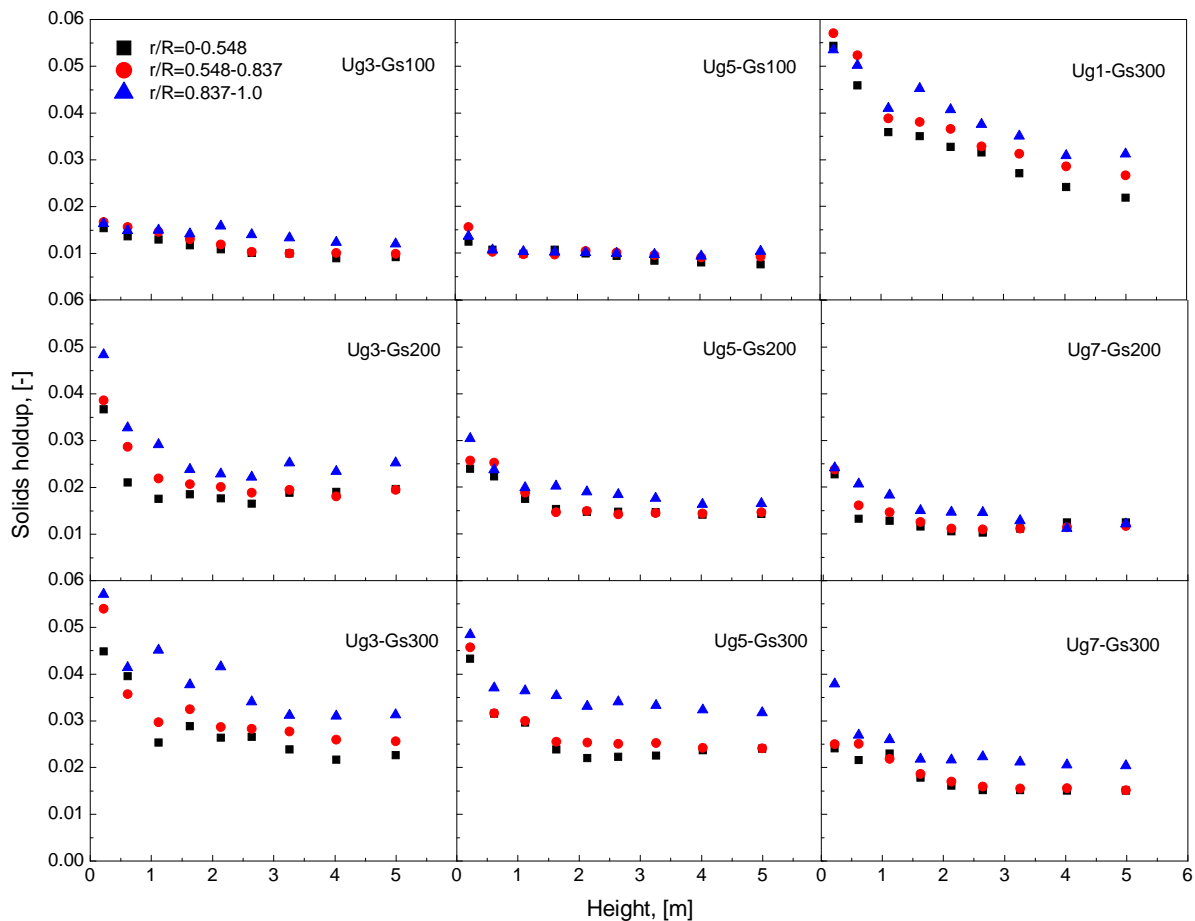 0.06
r/R=0-0.548
r/R=0.548-0.837
r/R=0.837-1.0
Ug3-Gs100
Ug5-Gs100
Ug1-Gs300
0.05
0.04
0.03
0.02
0.01
0.06
Ug3-Gs200
Ug5-Gs200
Ug7-Gs200
0.05
0.04
0.03
0.02
0.01
0.06
Ug3-Gs300
Ug5-Gs300
Ug7-Gs300
0.05
0.04
0.03
0.02
0.01
0.00
0 1 2 3 4 5 0 1 2 3 4 5 0 1 2 3 4 5 6
Solids holdup, [-]
Height, [m]